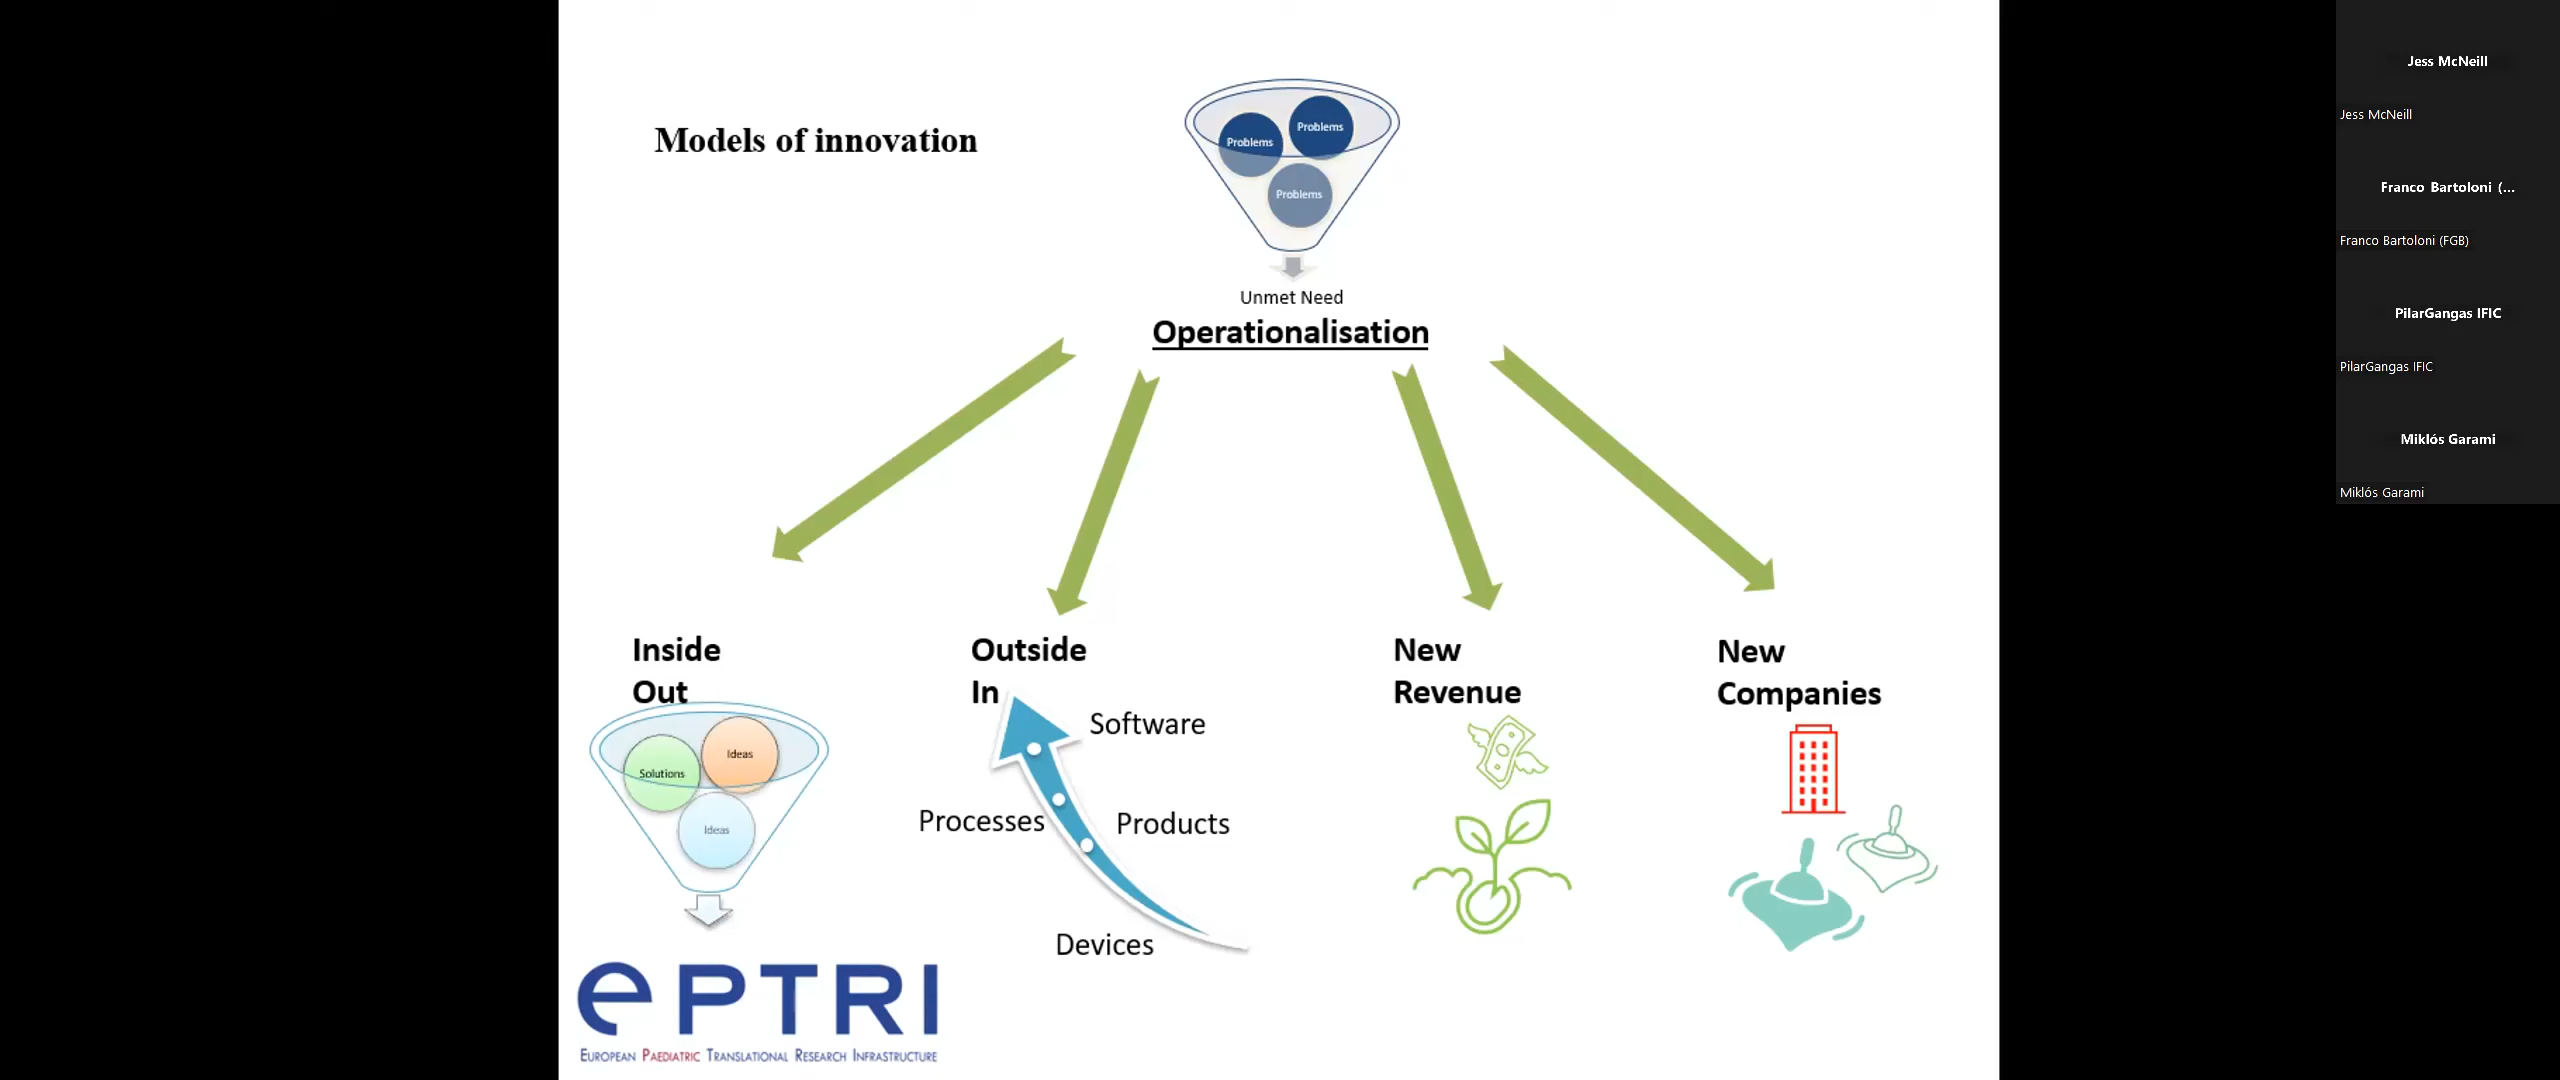 Models of innovation
Problems
Problems
Problems
Unmet Need
Operationalisation
Inside
Out
Solutions
Ideas
Ideas
Outside
In
Software
Processes
Products
Devices
New
Revenue
New
Companies
ePTRI
European Paediatric Translational Research Infrastructure
Jess McNeill
Jess McNeill
Franco Bartoloni (...
Franco Bartoloni (FGB)
PilarGangas IFIC
PilarGangas IFIC
Miklós Garami
Miklós Garami